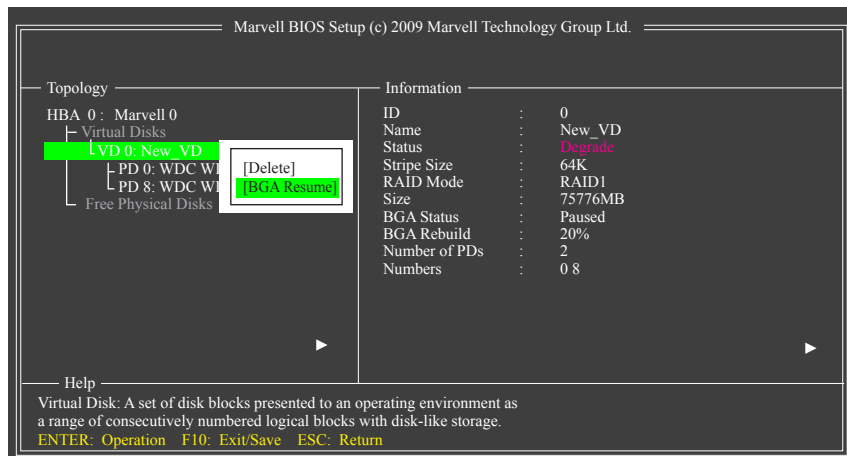 Marvell BIOS Setup (c) 2009 Marvell Technology Group Ltd.
Topology
HBA 0 : Marvell 0
Virtual Disks
VD 0: New_VD
PD 0: WDC
PD 8: WDC
Free Physical Disks
[Delete]
[BGA Resume]
Information
ID : 0
Name : New_VD
Status : Degrade
Stripe Size : 64K
RAID Mode : RAID1
Size : 75776MB
BGA Status : Paused
BGA Rebuild : 20%
Number of PDs : 2
Numbers : 0 8
Help
Virtual Disk: A set of disk blocks presented to an operating environment as
a range of consecutively numbered logical blocks with disk-like storage.
ENTER: Operation F10: Exit/Save ESC: Return